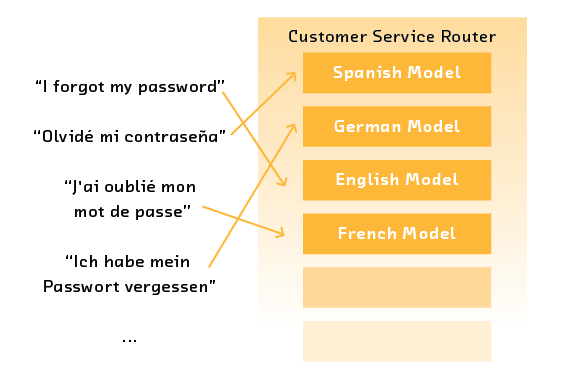 Customer Service Router
Spanish Model
German Model
English Model
French Model
“I forgot my password”
“Olvidé mi contraseña”
“J'ai oublié mon
mot de passe”
“Ich habe mein
Passwort vergessen”
...